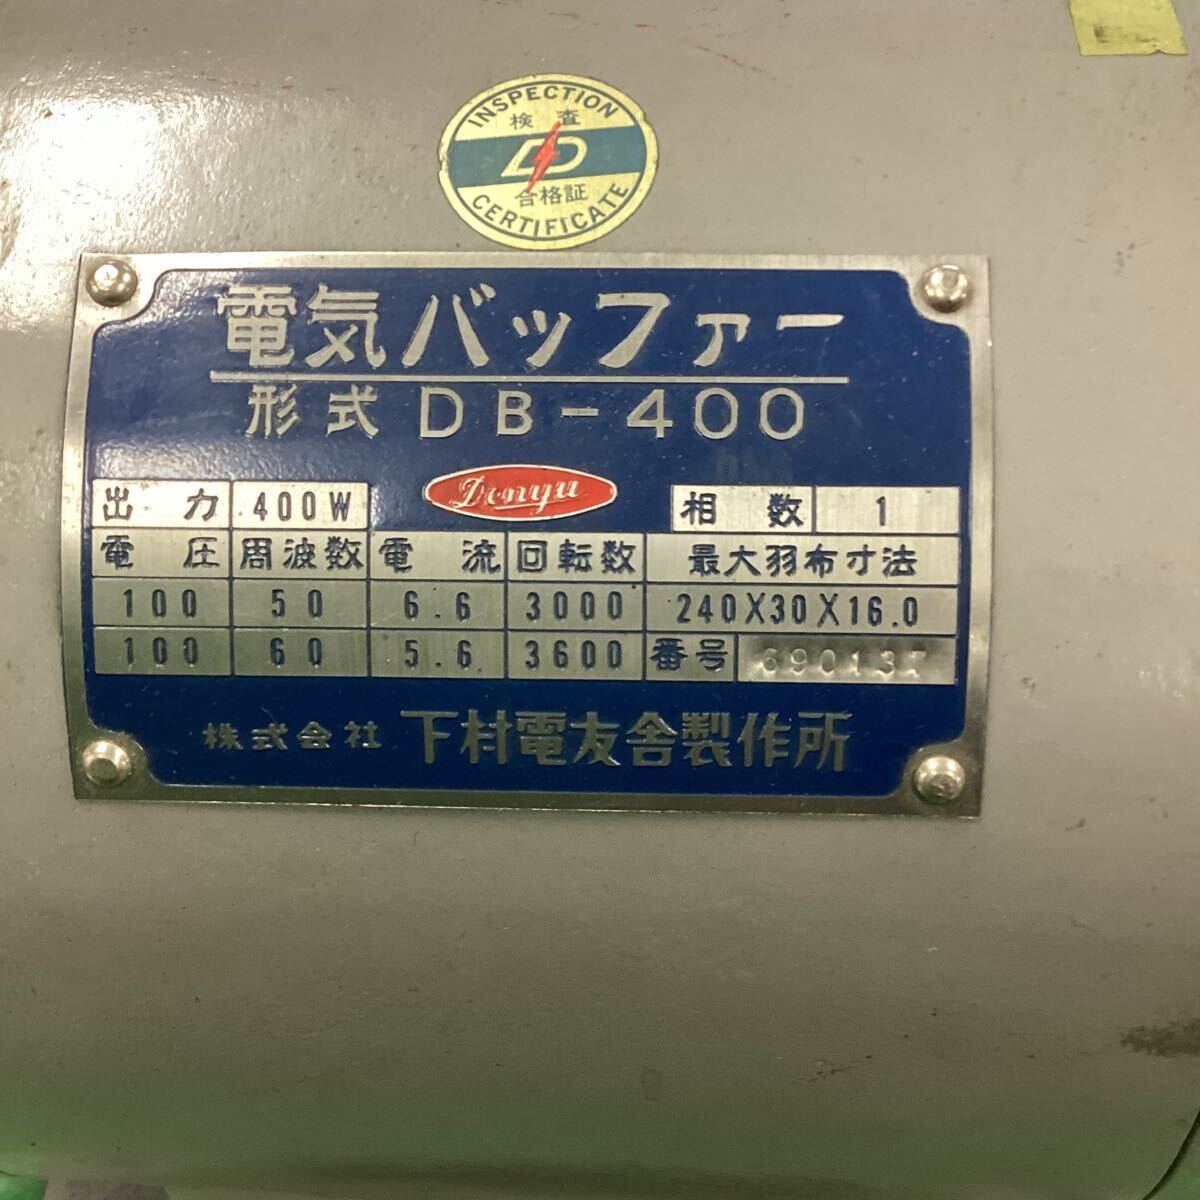 INSPECTION
検査
合格証
CERTIFICATE
電気バッファー
形式 DB-400
出力 400W Denyu 相数 1
電圧 周波数 電流 回転数 最大羽布寸法
100 50 6.6 3000 240X30X16.0
100 60 5.6 3600 番号 690137
株式会社 下村電友舎製作所